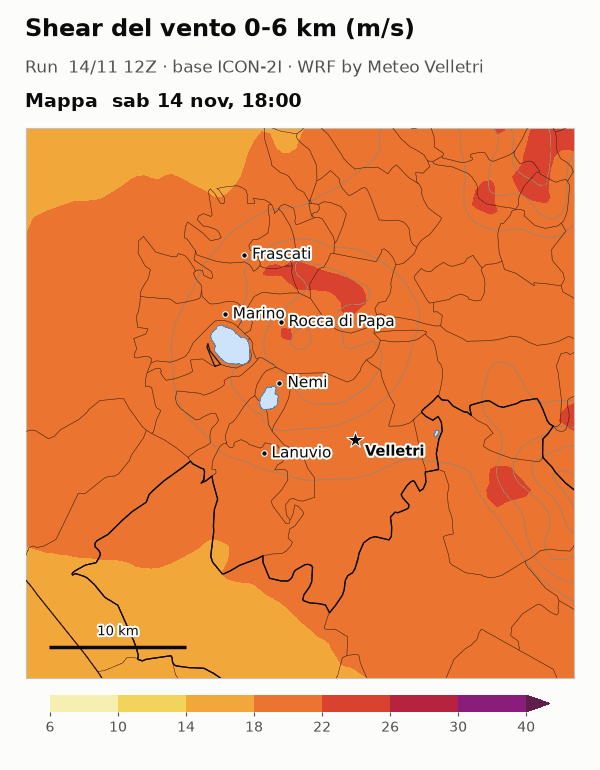 Shear del vento 0-6 km (m/s)
Run  14/11 12Z · base ICON-2I · WRF by Meteo Velletri
Mappa  sab 14 nov, 18:00
Frascati
Marino
Rocca di Papa
Nemi
Velletri
Lanuvio
10 km
6 10 14 18 22 26 30 40